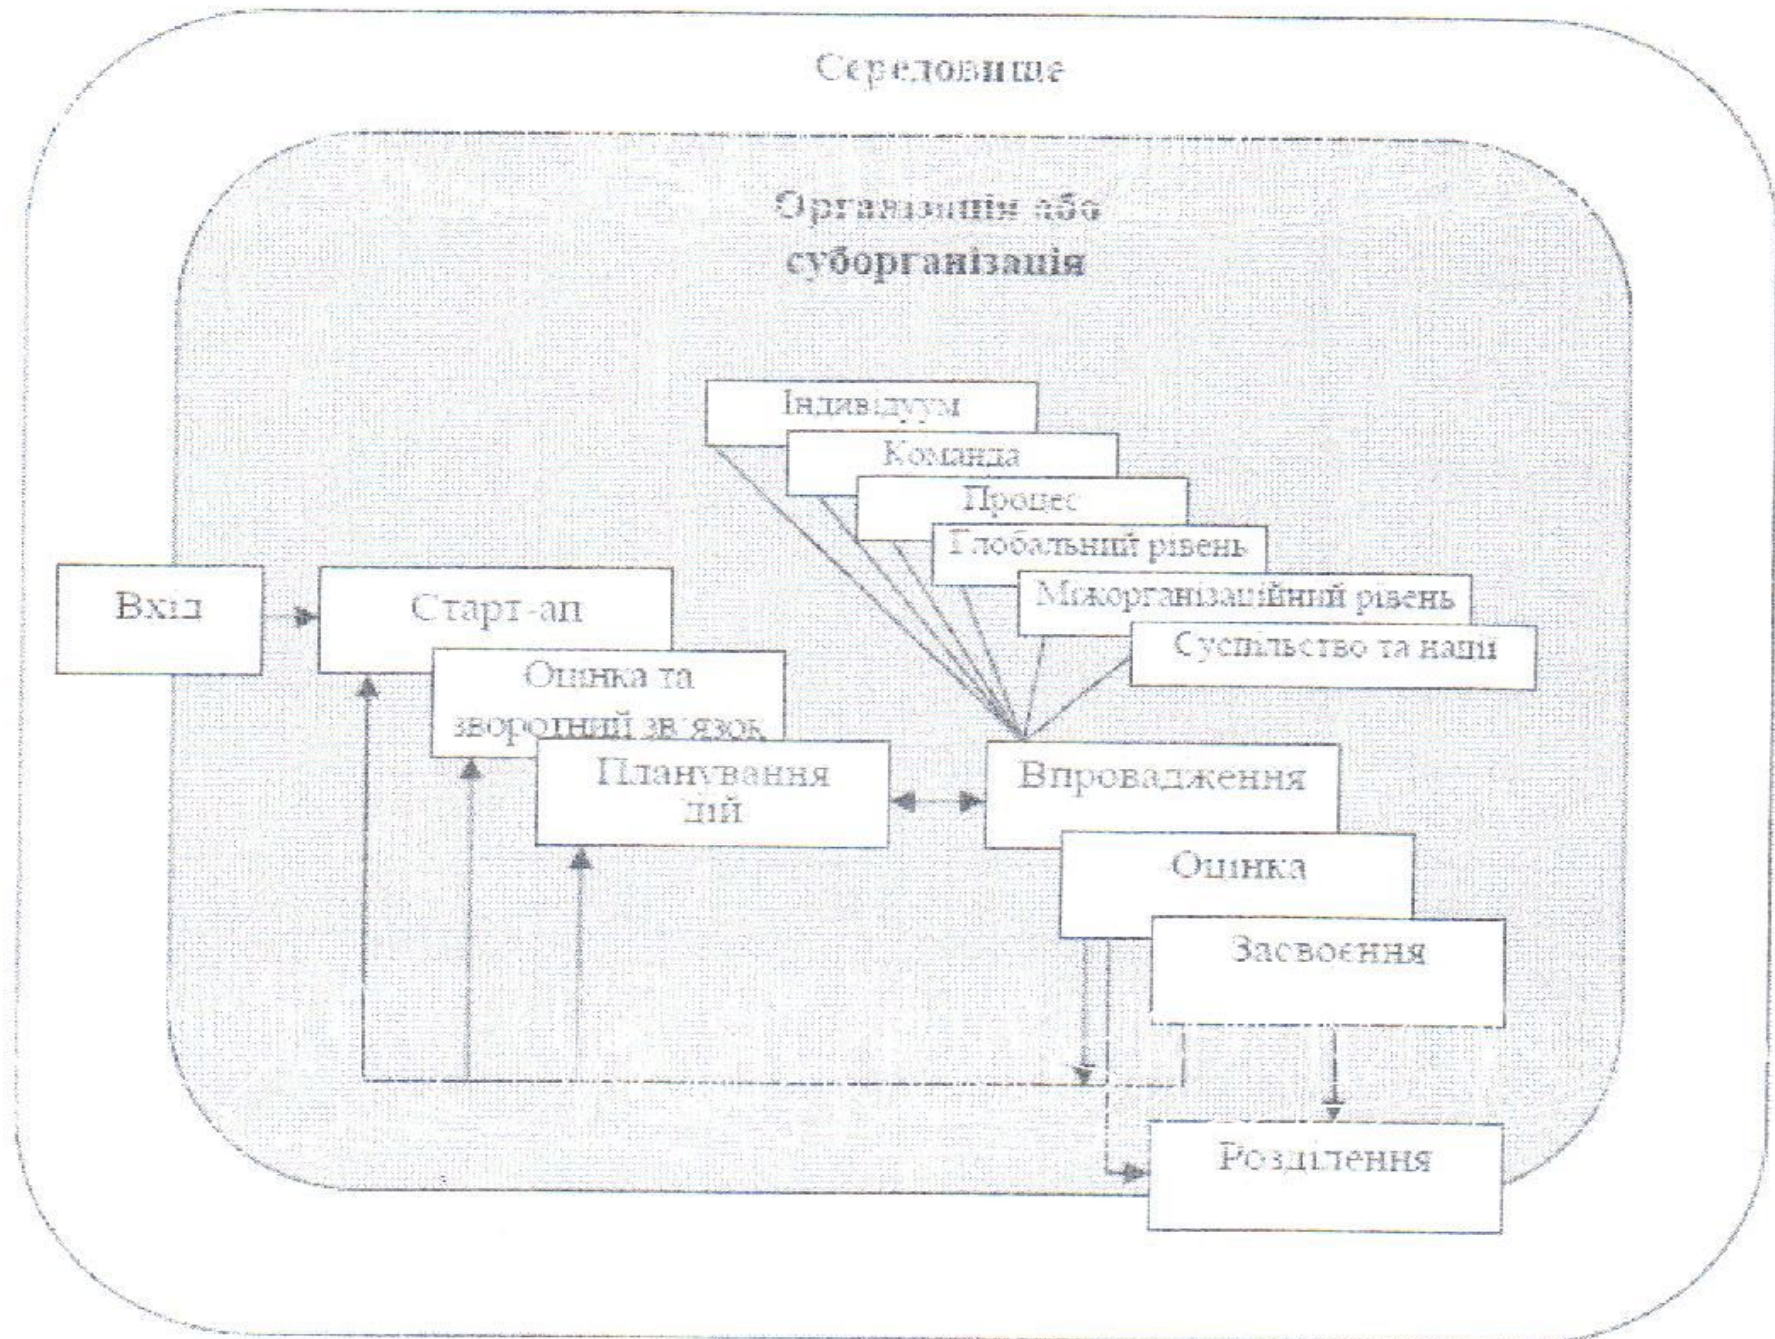 Середовище
Організація або
суборганізація
Індивідуум
Команда
Процес
Глобальний рівень
Міжорганізаційний рівень
Суспільство та нації
Вхід
Старт-ап
Оцінка та
зворотний зв'язок
Планування
дій
Впровадження
Оцінка
Засвоєння
Розділення